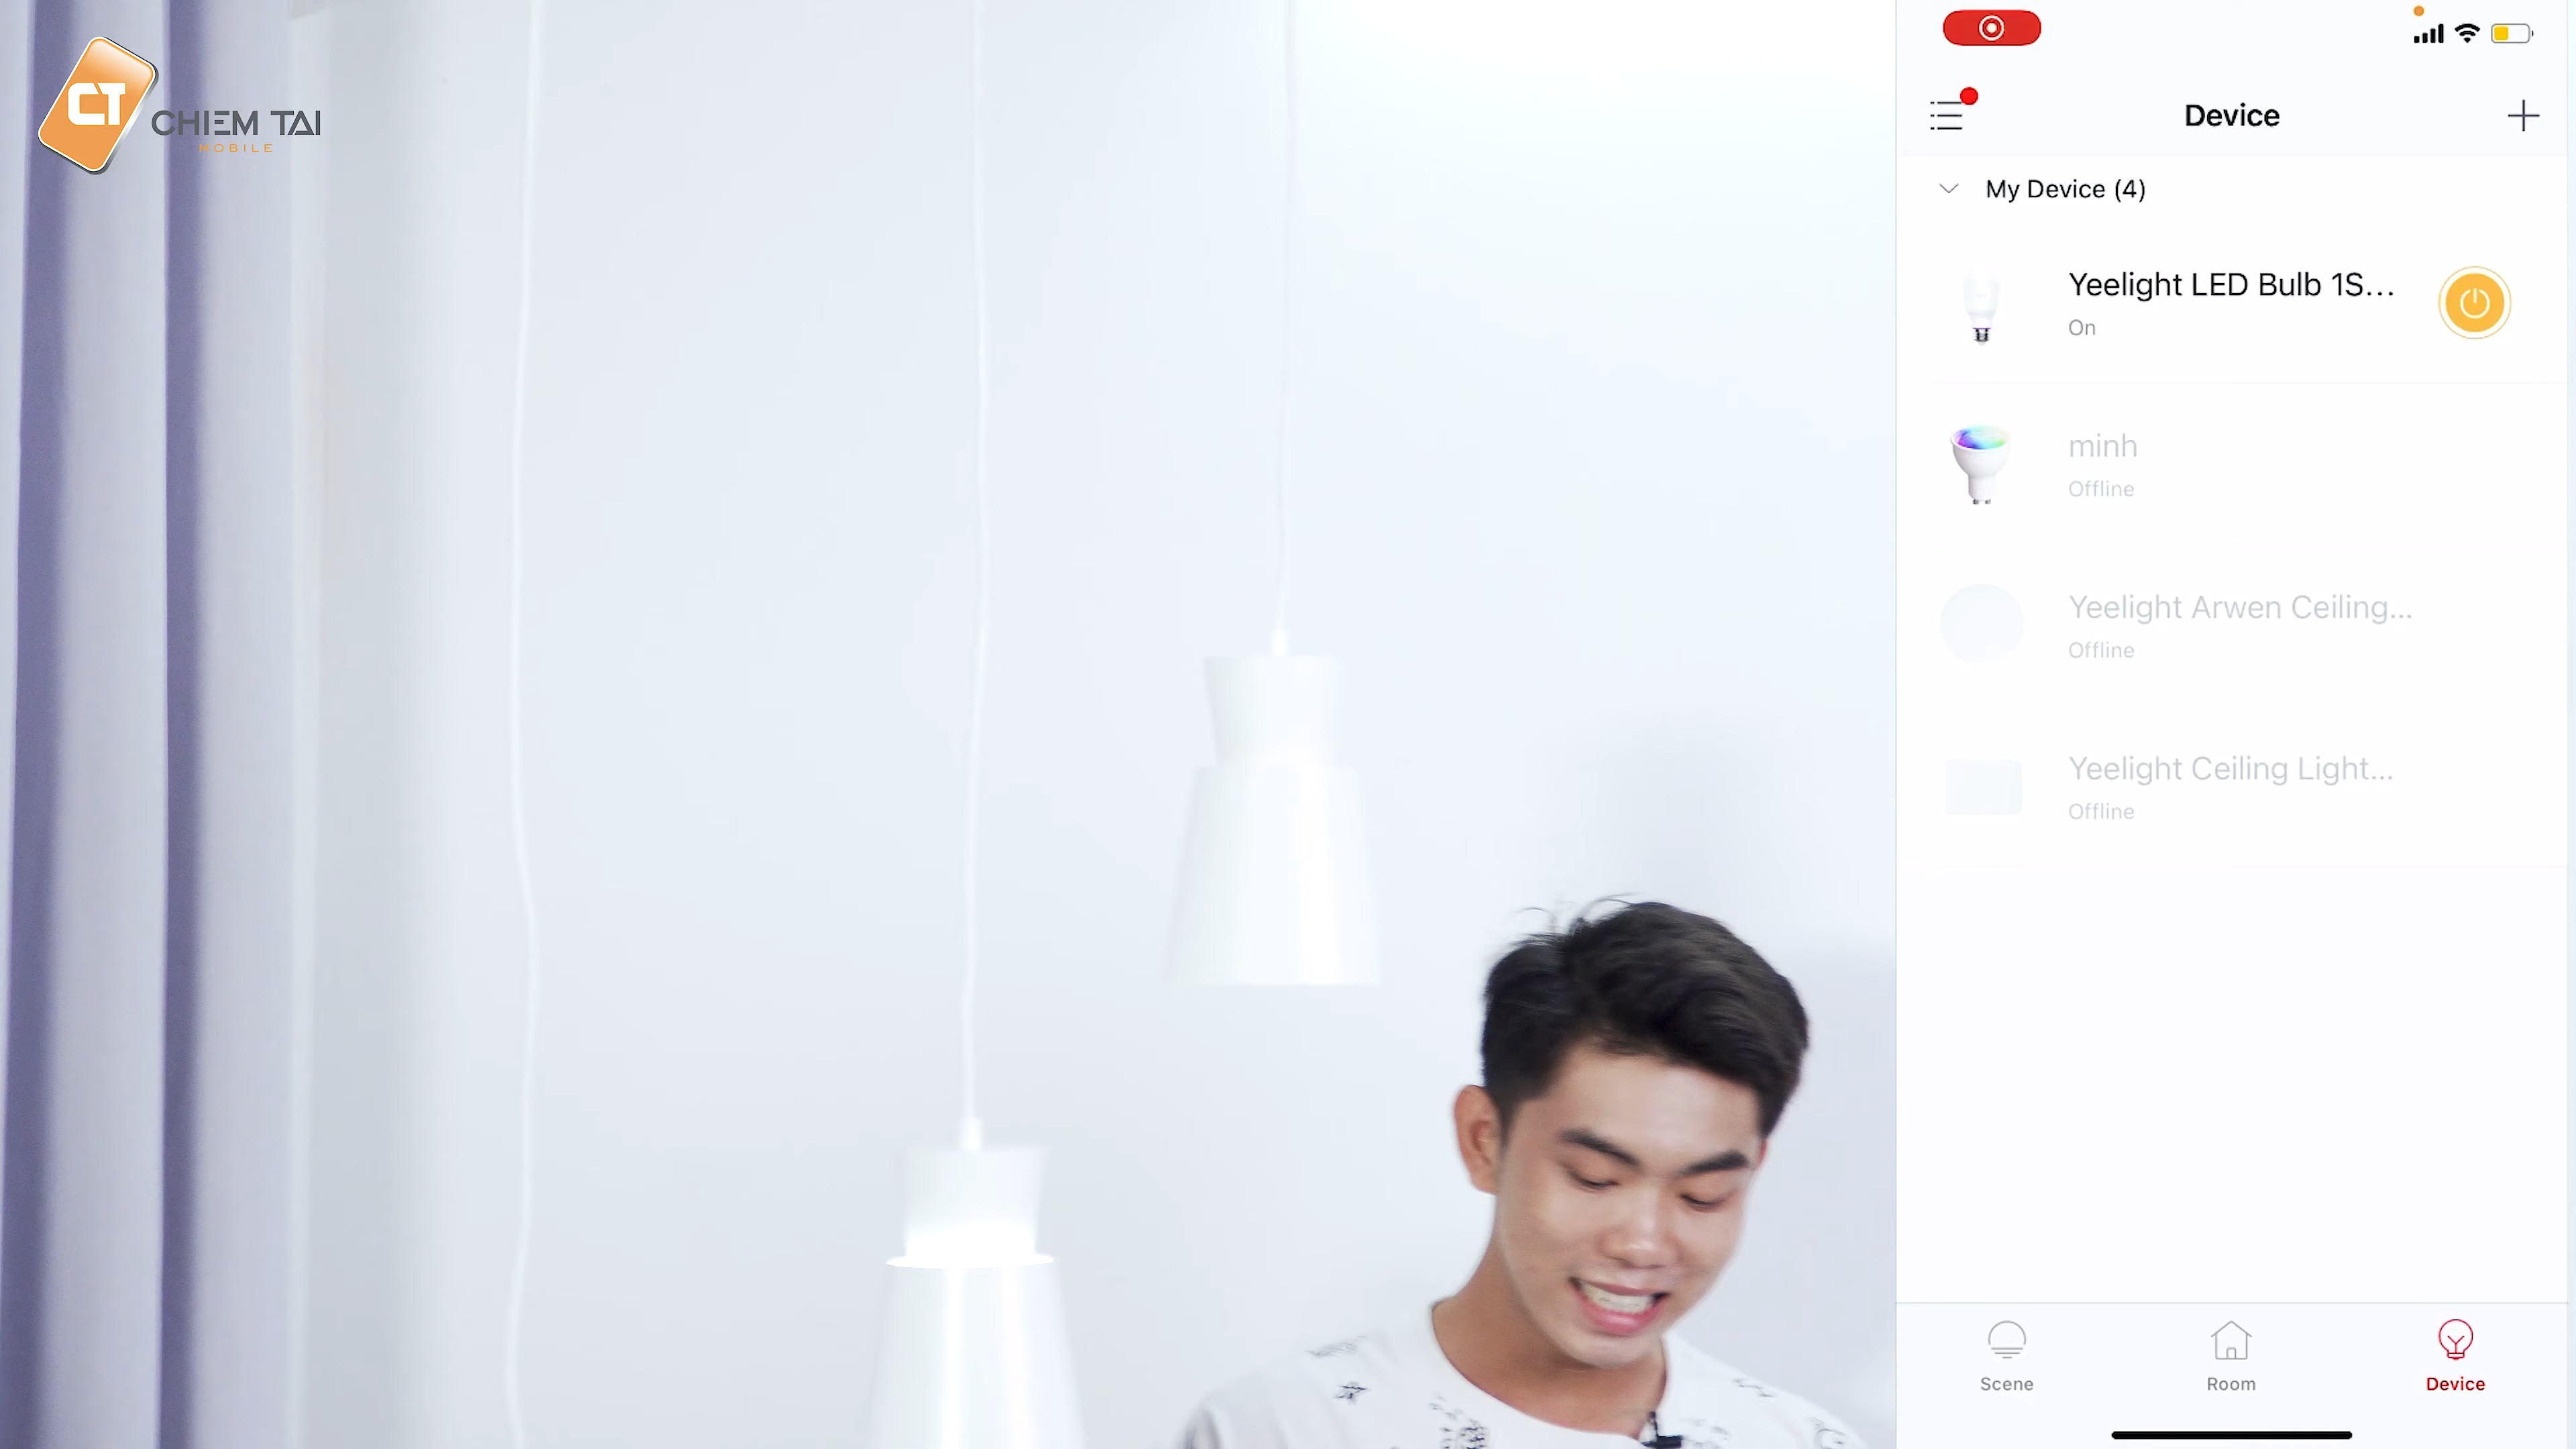 CT
CHIEM TAI
MOBILE
Device
My Device (4)
Yeelight LED Bulb 1S...
On
minh
Offline
Yeelight Arwen Ceiling...
Offline
Yeelight Ceiling Light...
Offline
Scene
Room
Device